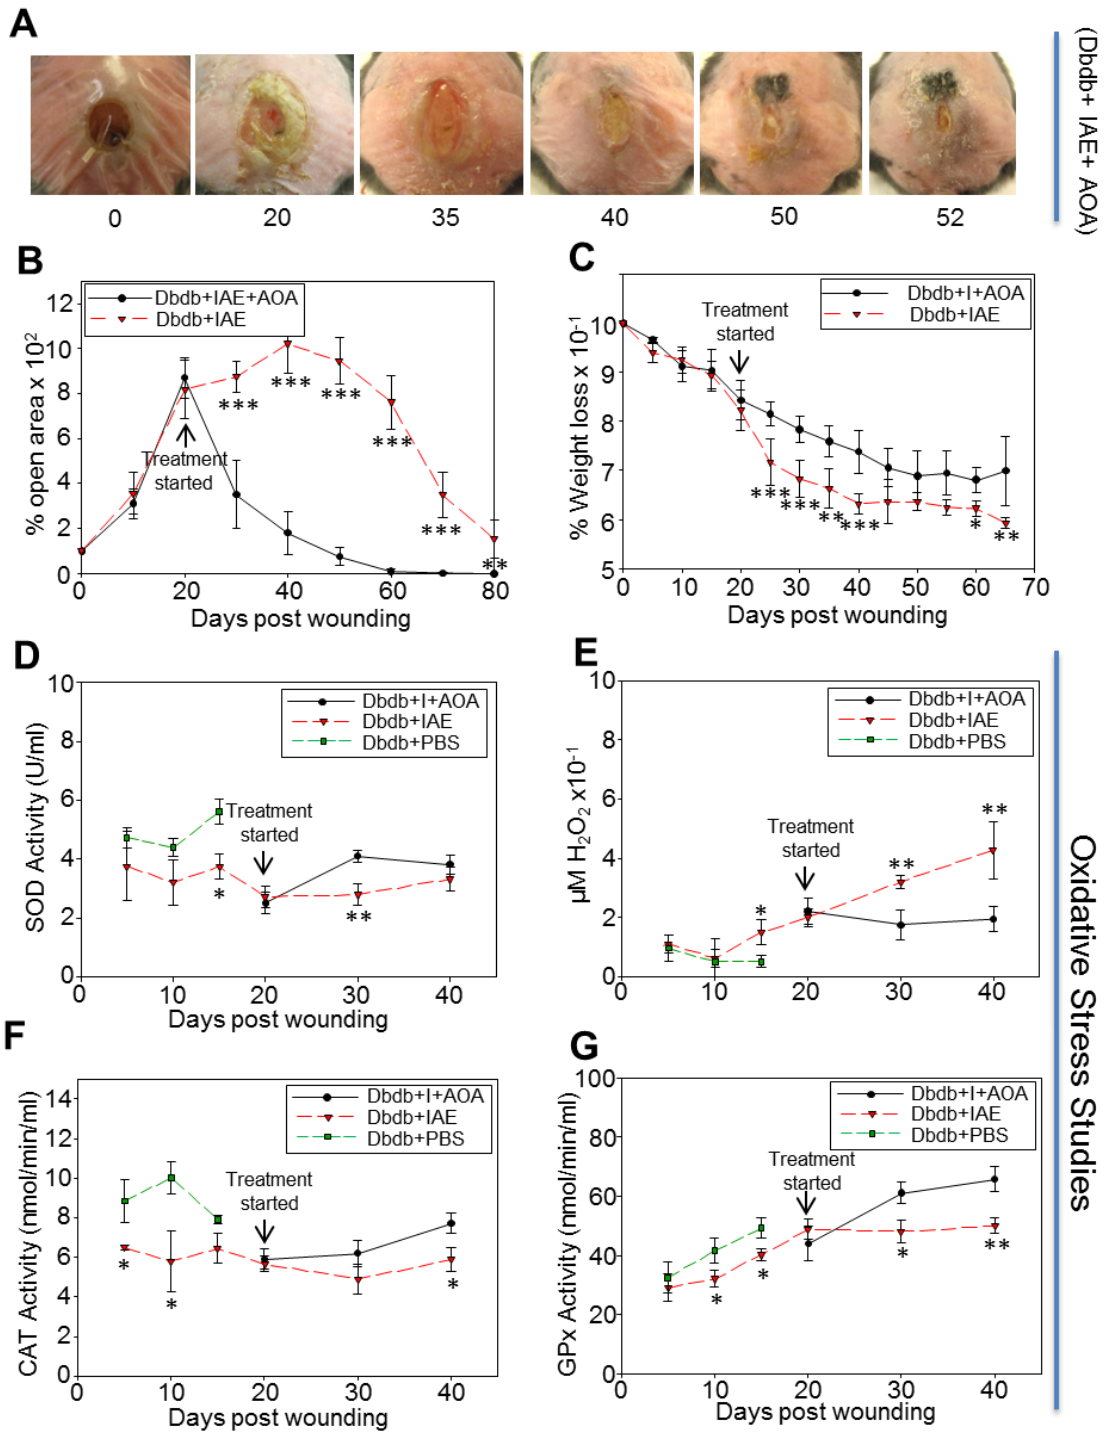 A
0
20
35
40
50
52
(Dbdb+ IAE+ AOA)
B
% open area x 10²
12
10
8
6
4
2
0
Dbdb+IAE+AOA
Dbdb+IAE
Treatment
started
***
***
***
***
***
**
0
20
40
60
80
Days post wounding
C
% Weight loss x 10⁻¹
10
9
8
7
6
5
Dbdb+I+AOA
Dbdb+IAE
Treatment
started
***
***
**
***
*
**
0
10
20
30
40
50
60
70
Days post wounding
D
SOD Activity (U/ml)
10
8
6
4
2
0
Dbdb+I+AOA
Dbdb+IAE
Dbdb+PBS
Treatment
started
*
**
0
10
20
30
40
Days post wounding
E
µM H₂O₂ x10⁻¹
10
8
6
4
2
0
Dbdb+I+AOA
Dbdb+IAE
Dbdb+PBS
Treatment
started
*
**
**
0
10
20
30
40
Days post wounding
F
CAT Activity (nmol/min/ml)
14
12
10
8
6
4
2
0
Dbdb+I+AOA
Dbdb+IAE
Dbdb+PBS
Treatment
started
*
*
*
0
10
20
30
40
Days post wounding
G
GPx Activity (nmol/min/ml)
100
80
60
40
20
0
Dbdb+I+AOA
Dbdb+IAE
Dbdb+PBS
Treatment
started
*
*
*
**
0
10
20
30
40
Days post wounding
Oxidative Stress Studies